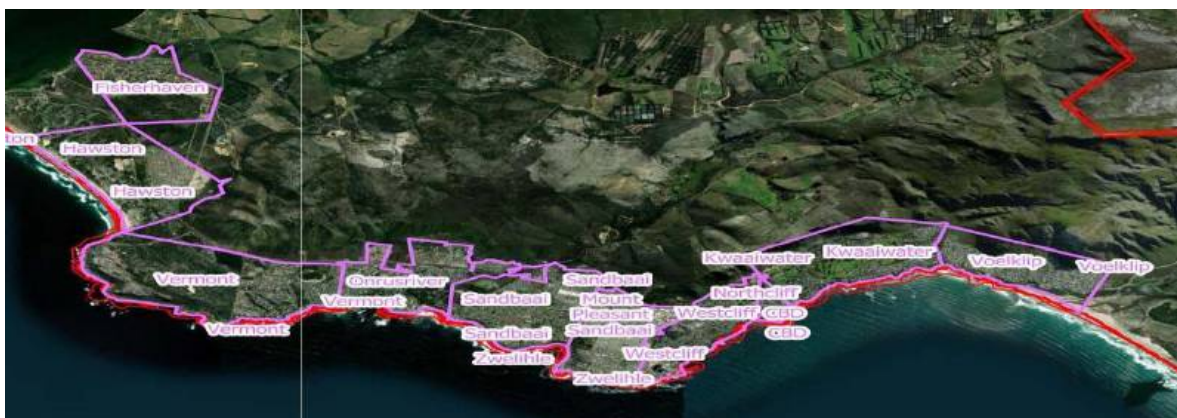 Fisherhaven
ton
Hawston
Hawston
Vermont
Onrusriver
Vermont
Vermont
Sandbaai
Sandbaai
Zwelihle
Sandbaai
Mount
Pleasant
Sandbaai
Zwelihle
Westcliff
Kwaaiwater
Northcliff
Westcliff
CBD
CBD
Kwaaiwater
Voelklip
Voelklip